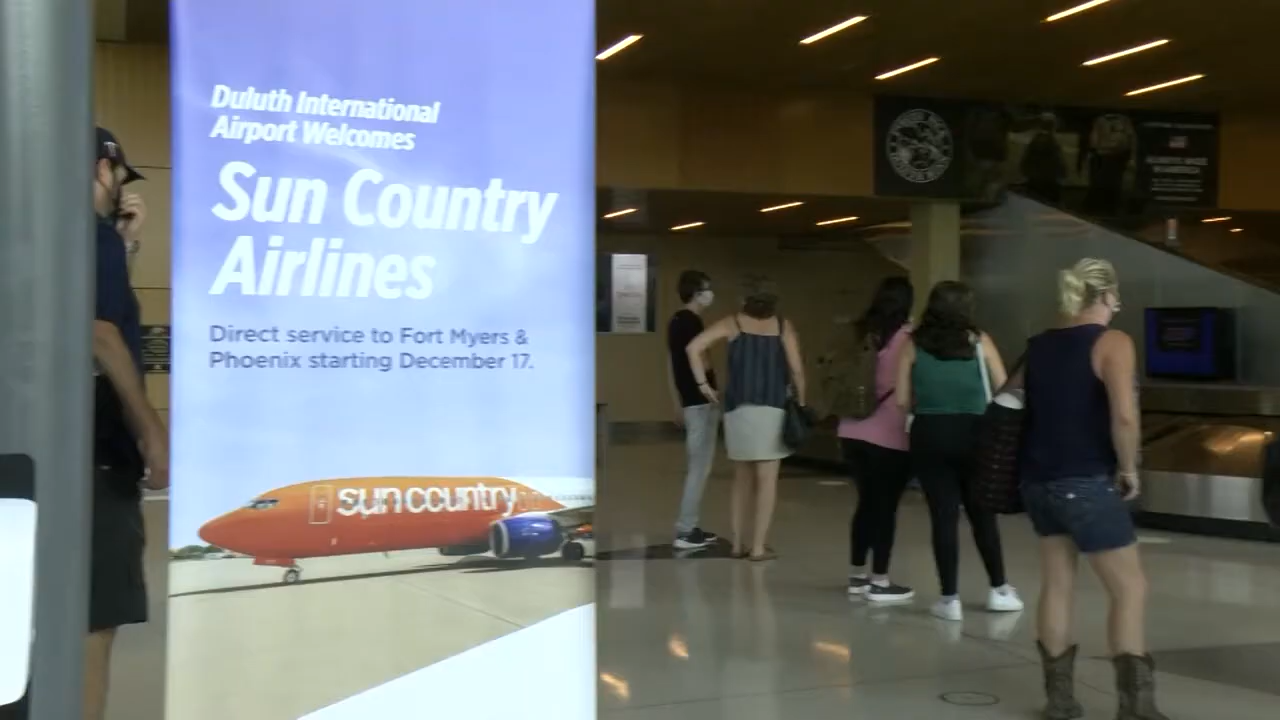 Duluth International
Airport Welcomes
Sun Country
Airlines
Direct service to Fort Myers &
Phoenix starting December 17.
sun country